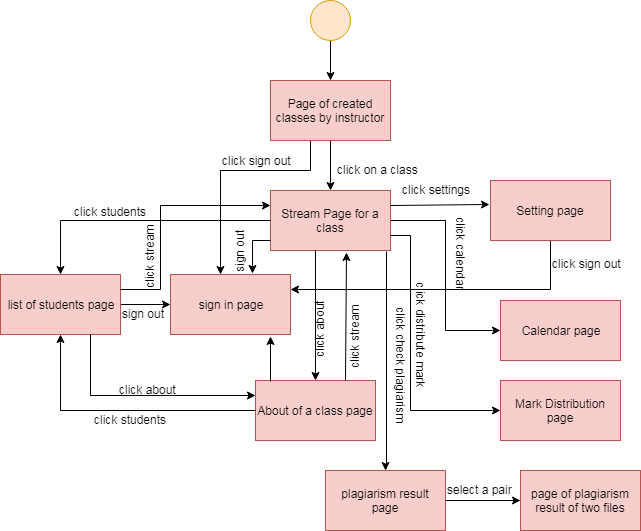 Page of created
classes by instructor
click sign out
click on a class
click settings
click students
Stream Page for a
class
Setting page
click stream
sign out
click calendar
click sign out
list of students page
sign out
sign in page
click about
click stream
click distribute mark
click check plagiarism
Calendar page
click about
click students
About of a class page
Mark Distribution
page
plagiarism result
page
select a pair
page of plagiarism
result of two files